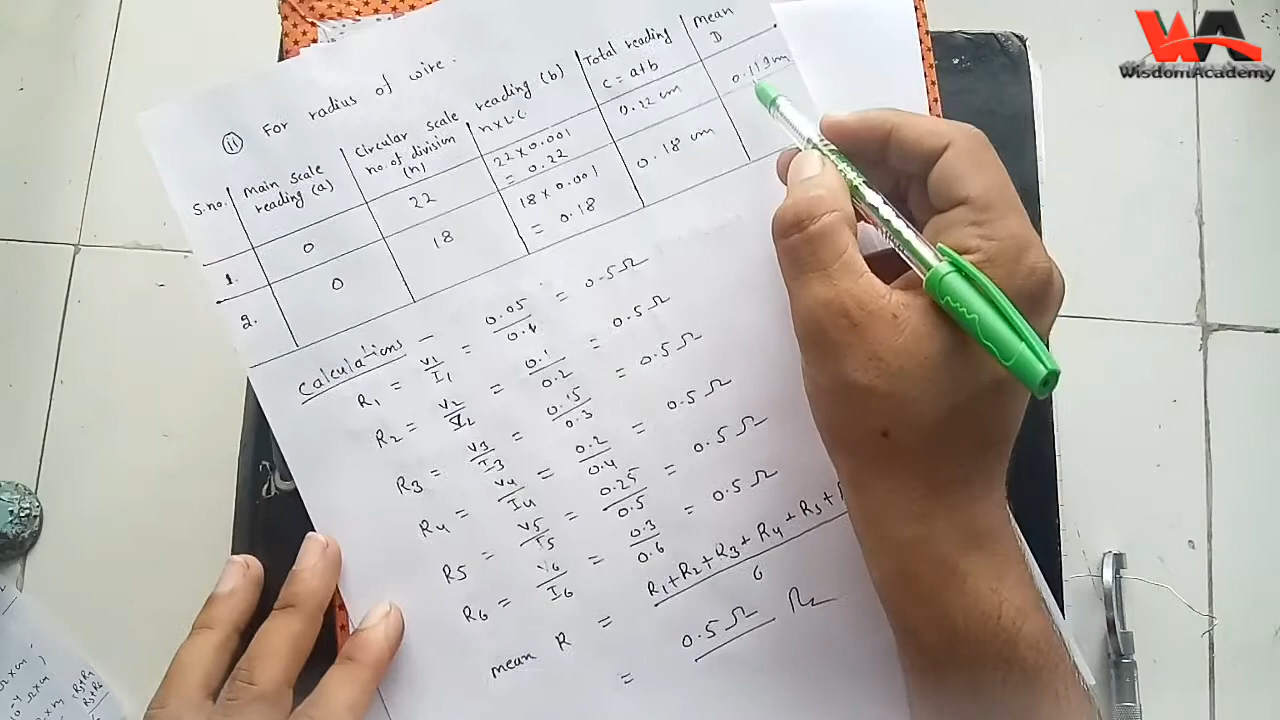 WA
WisdomAcademy
(ii) For radius of wire.
S.no. Main scale reading (a) Circular scale no. of division (n) reading (b) n×L.C Total reading c = a+b mean D
1. 0 22 22 × 0.001 = 0.22 0.22 cm
2. 0 18 18 × 0.001 = 0.18 0.18 cm
Calculations -
R1 = V1/I1 = 0.05/0.1 = 0.5 Ω
R2 = V2/I2 = 0.1/0.2 = 0.5 Ω
R3 = V3/I3 = 0.15/0.3 = 0.5 Ω
R4 = V4/I4 = 0.2/0.4 = 0.5 Ω
R5 = V5/I5 = 0.25/0.5 = 0.5 Ω
R6 = V6/I6 = 0.3/0.6 = 0.5 Ω
mean R = R1+R2+R3+R4+R5+
6
= 0.5 Ω